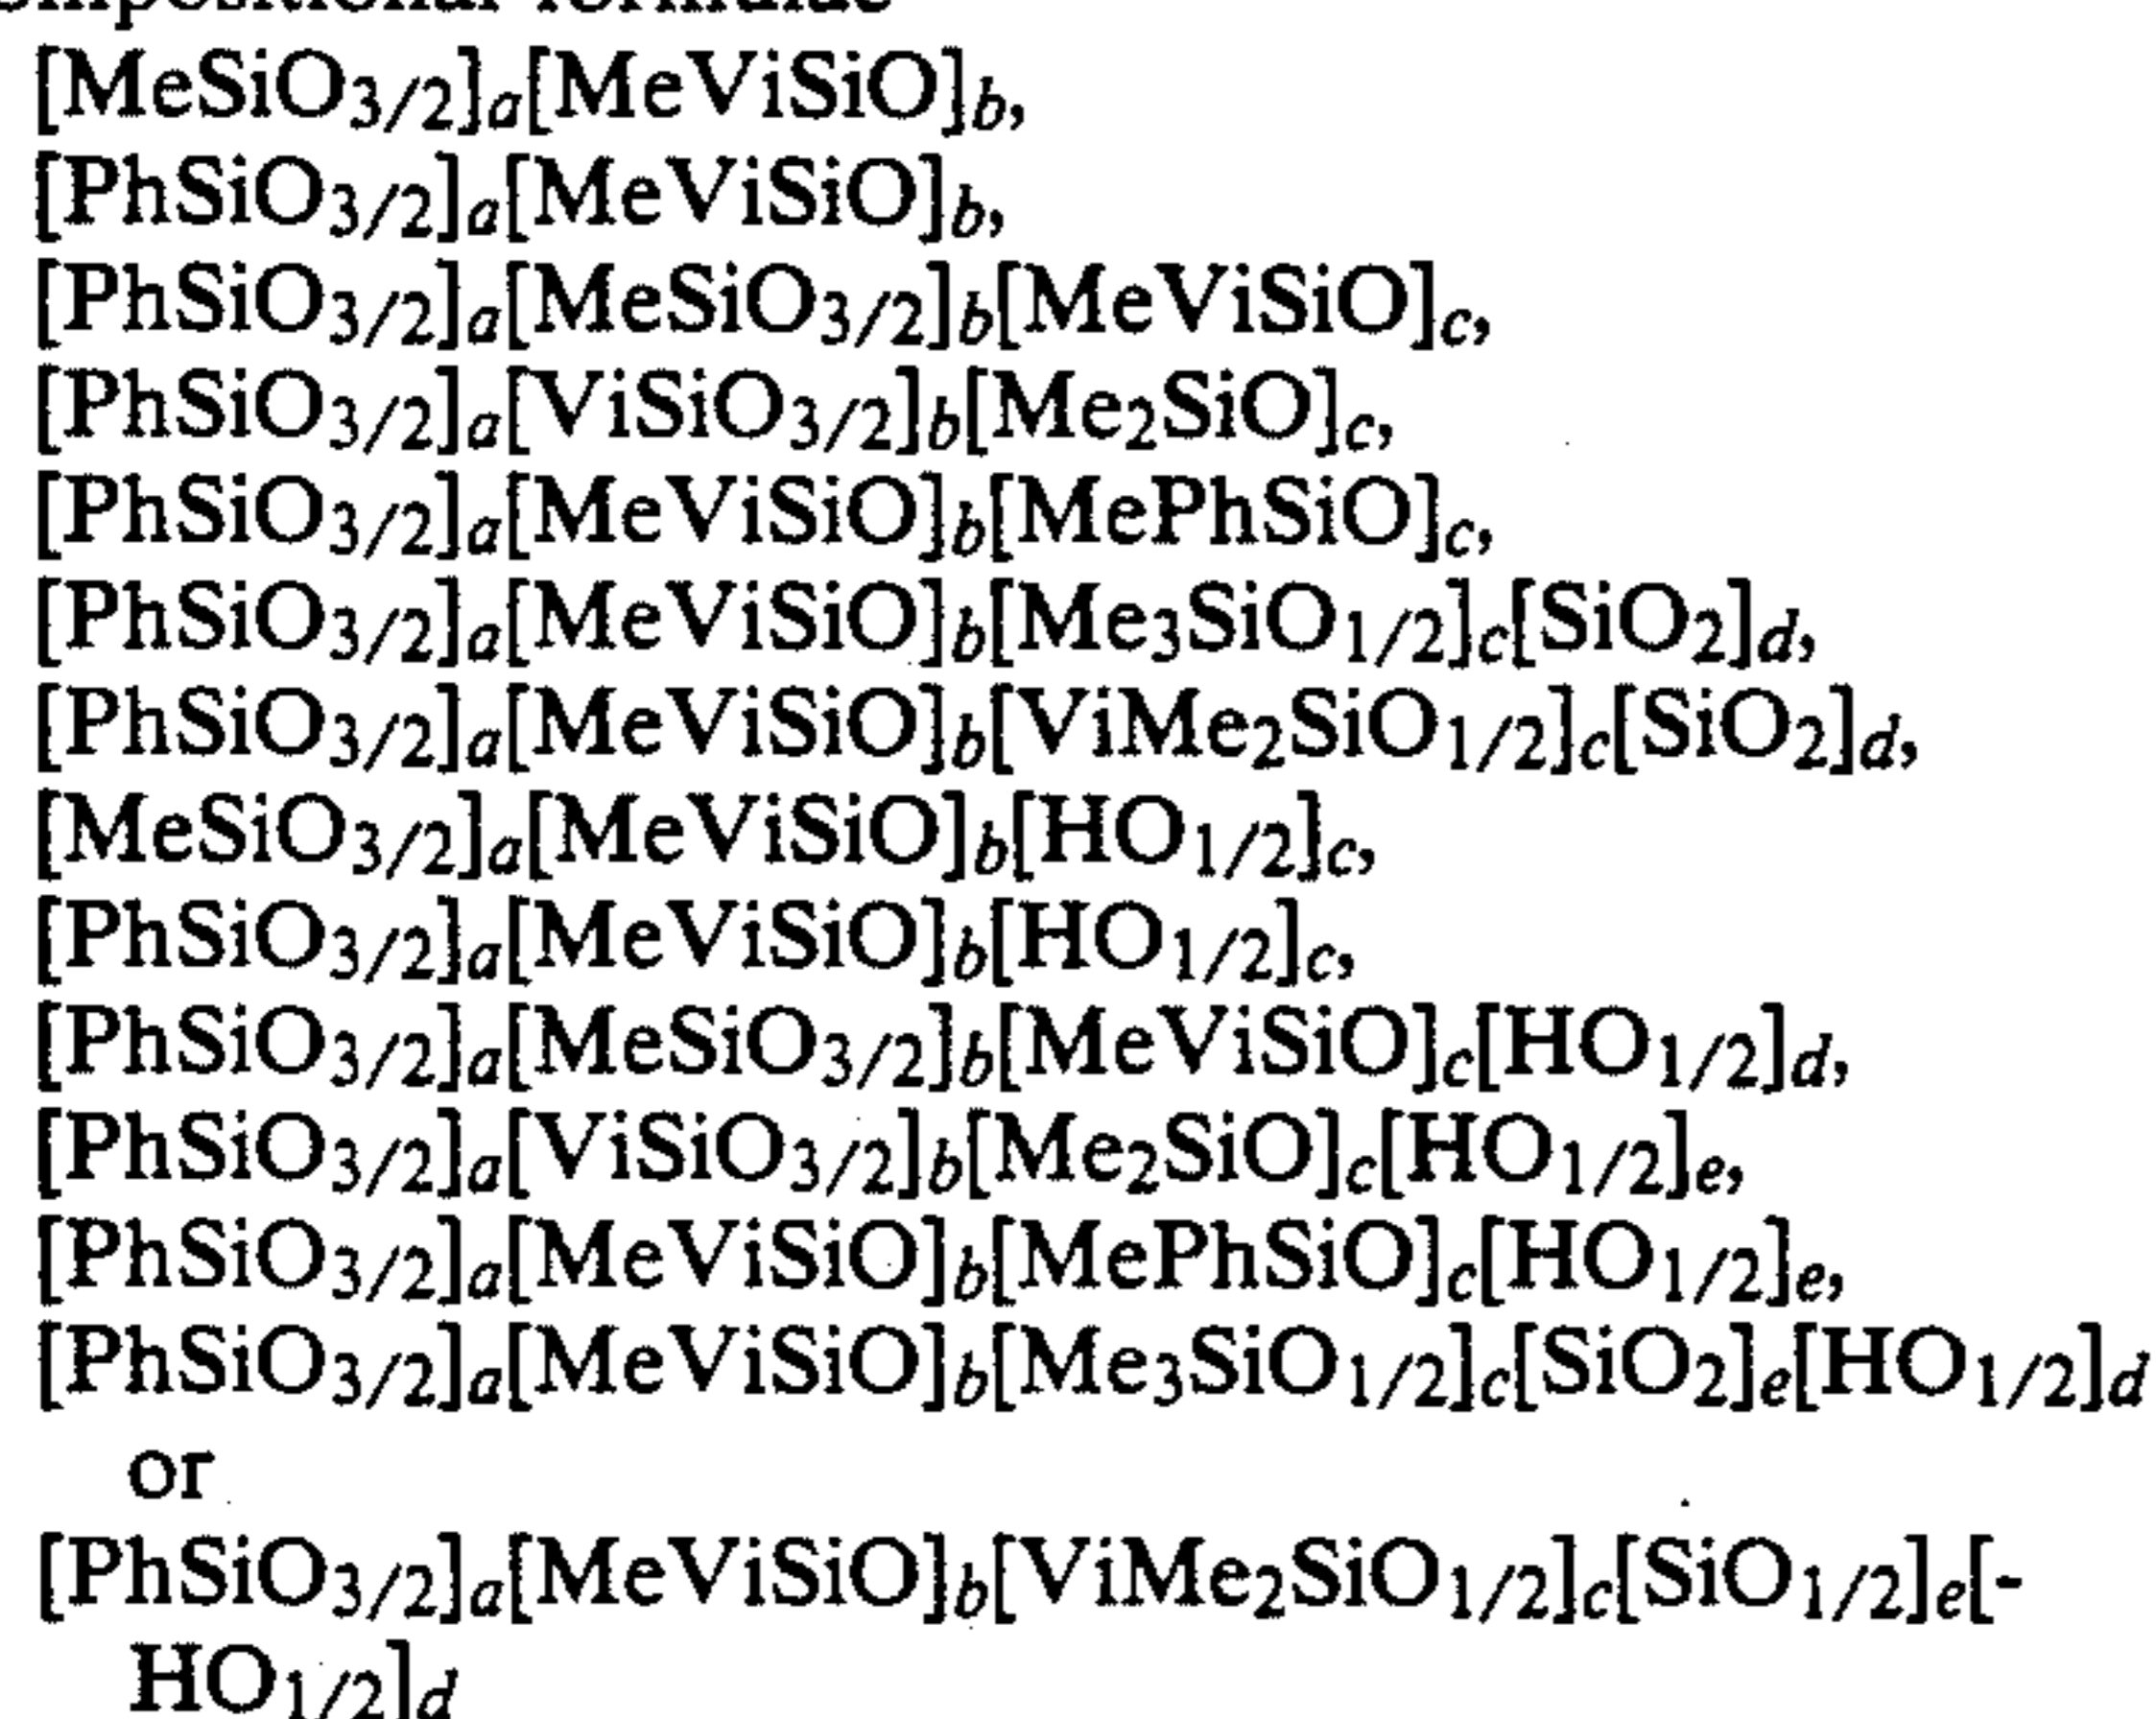 compositional formulae
[MeSiO3/2]a[MeViSiO]b,
[PhSiO3/2]a[MeViSiO]b,
[PhSiO3/2]a[MeSiO3/2]b[MeViSiO]c,
[PhSiO3/2]a[ViSiO3/2]b[Me2SiO]c,
[PhSiO3/2]a[MeViSiO]b[MePhSiO]c,
[PhSiO3/2]a[MeViSiO]b[Me3SiO1/2]c[SiO2]d,
[PhSiO3/2]a[MeViSiO]b[ViMe2SiO1/2]c[SiO2]d,
[MeSiO3/2]a[MeViSiO]b[HO1/2]c,
[PhSiO3/2]a[MeViSiO]b[HO1/2]c,
[PhSiO3/2]a[MeSiO3/2]b[MeViSiO]c[HO1/2]d,
[PhSiO3/2]a[ViSiO3/2]b[Me2SiO]c[HO1/2]e,
[PhSiO3/2]a[MeViSiO]b[MePhSiO]c[HO1/2]e,
[PhSiO3/2]a[MeViSiO]b[Me3SiO1/2]c[SiO2]e[HO1/2]d
or
[PhSiO3/2]a[MeViSiO]b[ViMe2SiO1/2]c[SiO1/2]e[-
HO1/2]d